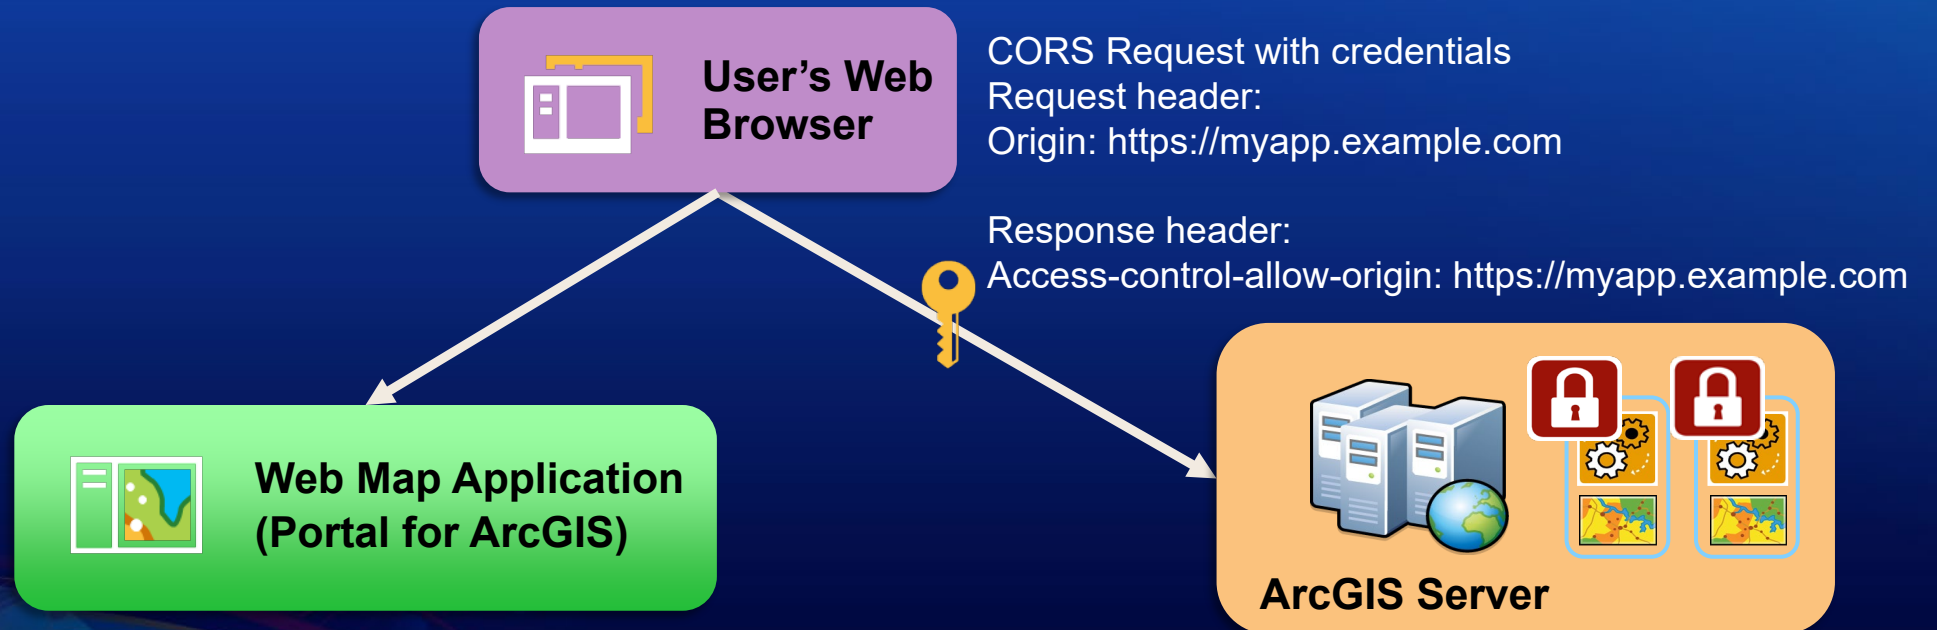 User's Web
Browser
CORS Request with credentials
Request header:
Origin: https://myapp.example.com
Response header:
Access-control-allow-origin: https://myapp.example.com
Web Map Application
(Portal for ArcGIS)
ArcGIS Server